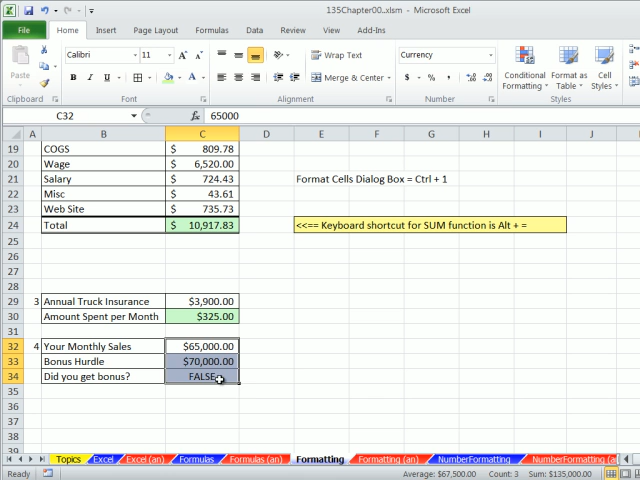 135Chapter00..xlsm - Microsoft Excel
File Home Insert Page Layout Formulas Data Review View Add-Ins
Paste
Calibri 11
B I U
Wrap Text
Merge & Center
Currency
$ % ,
Conditional Formatting
Format as Table
Cell Styles
Clipboard Font Alignment Number Styles
C32 fx 65000
A B C D E F G H I J
19 COGS $ 809.78
20 Wage $ 6,520.00
21 Salary $ 724.43 Format Cells Dialog Box = Ctrl + 1
22 Misc $ 43.61
23 Web Site $ 735.73
24 Total $ 10,917.83 <<== Keyboard shortcut for SUM function is Alt + =
25
26
27
28
29 3 Annual Truck Insurance $3,900.00
30 Amount Spent per Month $325.00
31
32 4 Your Monthly Sales $65,000.00
33 Bonus Hurdle $70,000.00
34 Did you get bonus? FALSE
35
36
37
38
39
Topics Excel Excel (an) Formulas Formulas (an) Formatting Formatting (an) NumberFormatting NumberFormatting (an
Ready Average: $67,500.00 Count: 3 Sum: $135,000.00